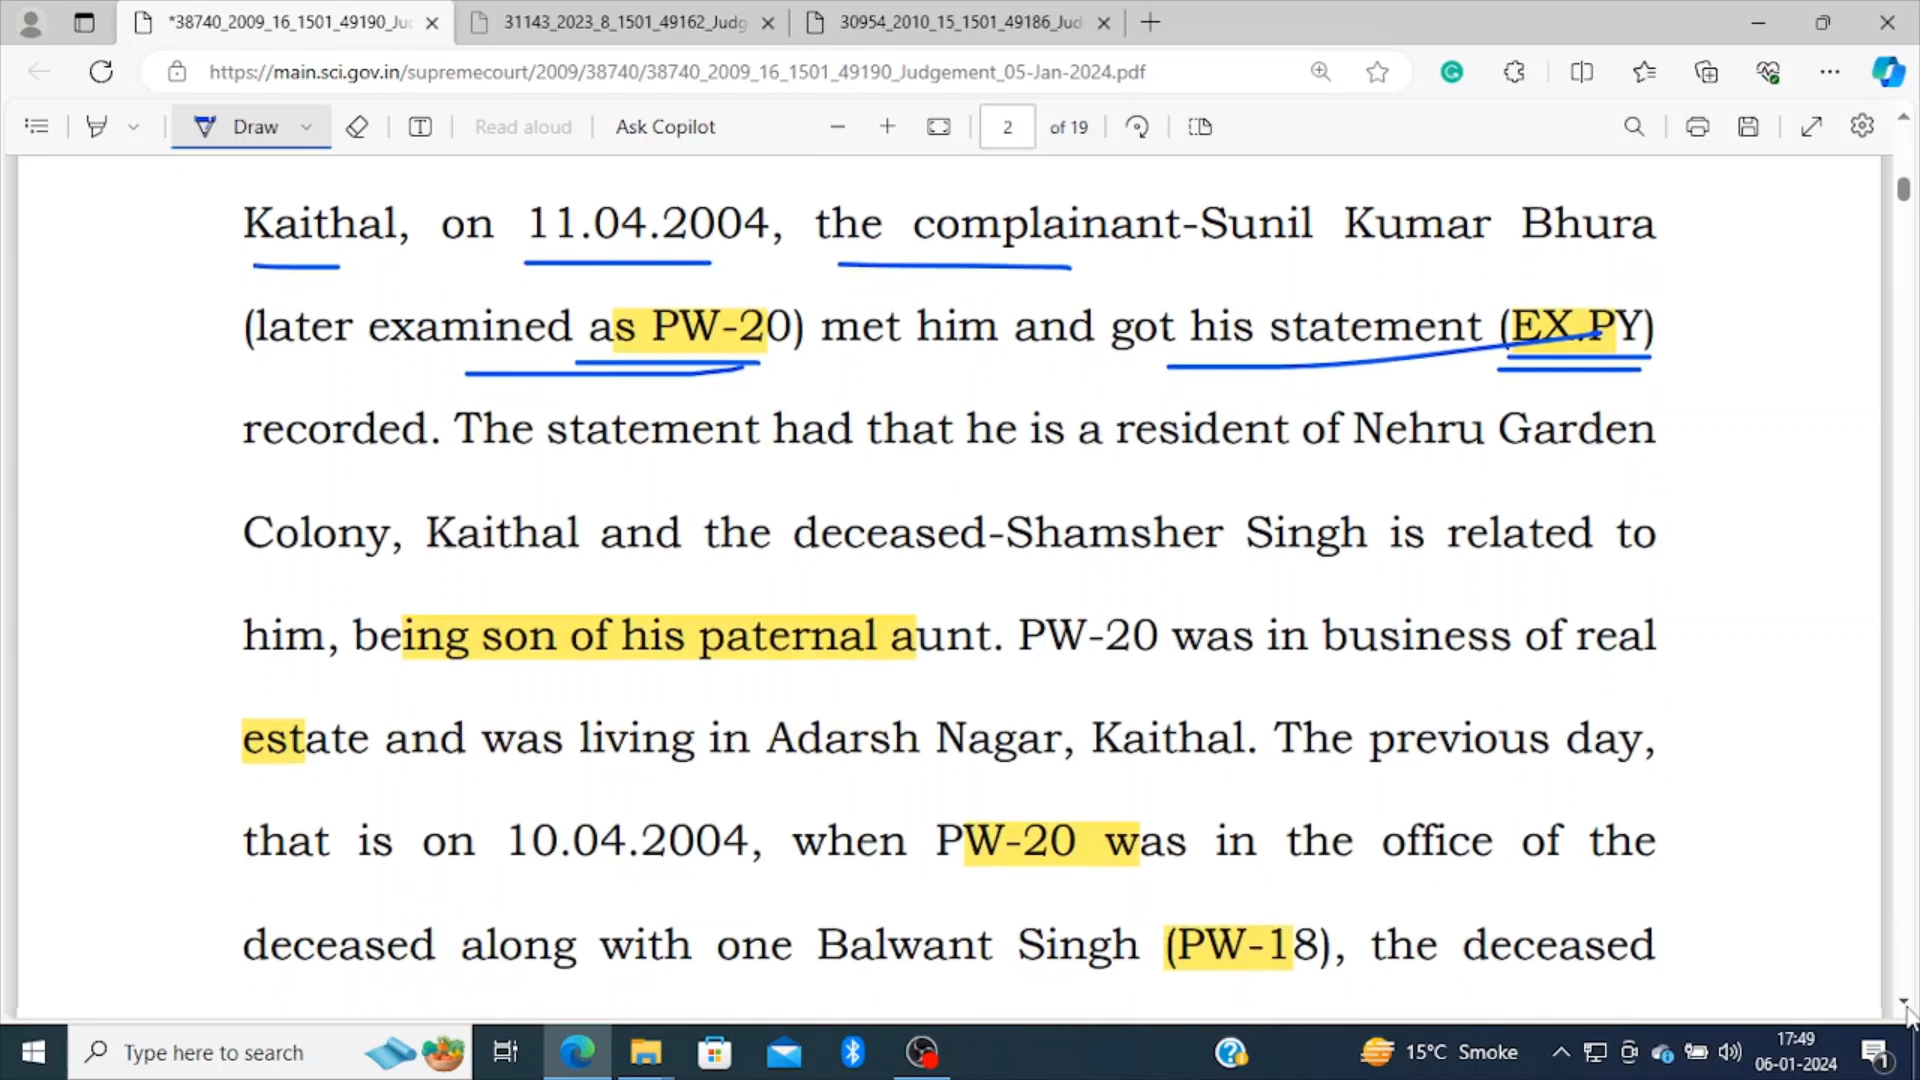 *38740_2009_16_1501_49190_Ju
31143_2023_8_1501_49162_Judg
30954_2010_15_1501_49186_Jud
https://main.sci.gov.in/supremecourt/2009/38740/38740_2009_16_1501_49190_Judgement_05-Jan-2024.pdf
Draw
Read aloud
Ask Copilot
2 of 19
Kaithal, on 11.04.2004, the complainant-Sunil Kumar Bhura
(later examined as PW-20) met him and got his statement (EX.PY)
recorded. The statement had that he is a resident of Nehru Garden
Colony, Kaithal and the deceased-Shamsher Singh is related to
him, being son of his paternal aunt. PW-20 was in business of real
estate and was living in Adarsh Nagar, Kaithal. The previous day,
that is on 10.04.2004, when PW-20 was in the office of the
deceased along with one Balwant Singh (PW-18), the deceased
Type here to search
15°C Smoke
17:49
06-01-2024
1